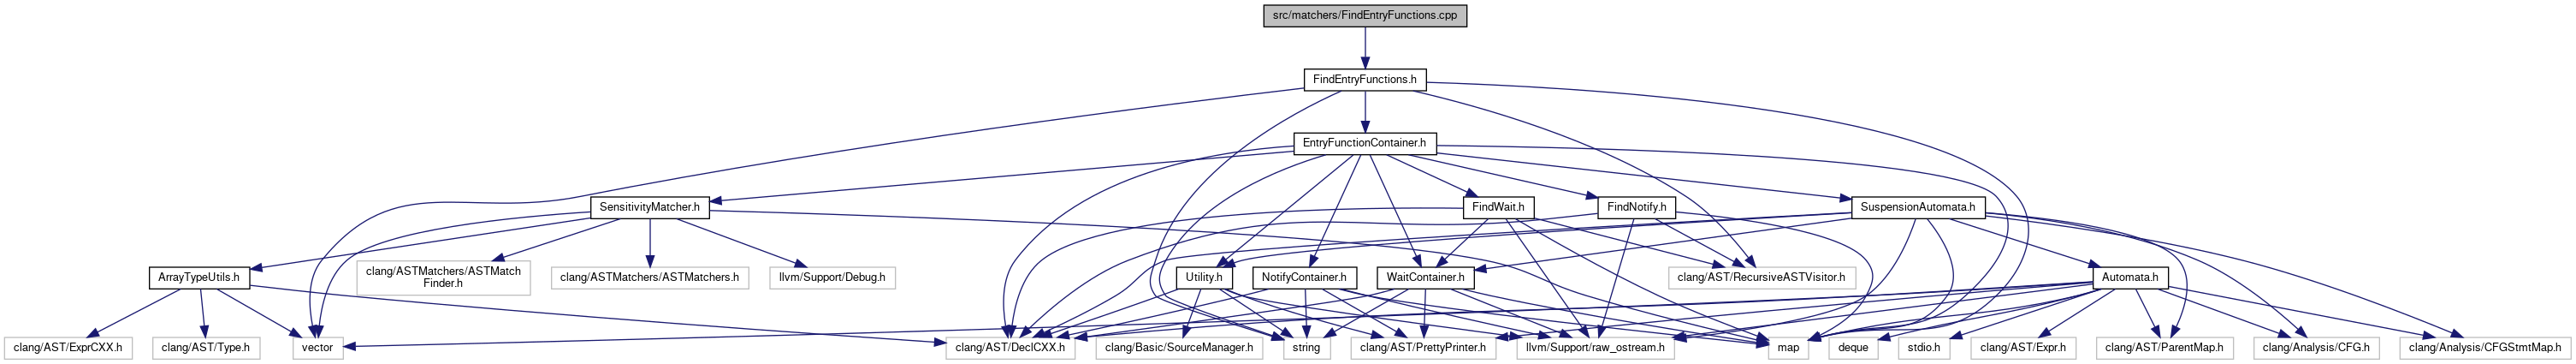 src/matchers/FindEntryFunctions.cpp
FindEntryFunctions.h
EntryFunctionContainer.h
SensitivityMatcher.h
FindWait.h
FindNotify.h
SuspensionAutomata.h
ArrayTypeUtils.h
clang/ASTMatchers/ASTMatch
Finder.h
clang/ASTMatchers/ASTMatchers.h
llvm/Support/Debug.h
Utility.h
NotifyContainer.h
WaitContainer.h
clang/AST/RecursiveASTVisitor.h
Automata.h
clang/AST/ExprCXX.h
clang/AST/Type.h
vector
clang/AST/DeclCXX.h
clang/Basic/SourceManager.h
string
clang/AST/PrettyPrinter.h
llvm/Support/raw_ostream.h
map
deque
stdio.h
clang/AST/Expr.h
clang/AST/ParentMap.h
clang/Analysis/CFG.h
clang/Analysis/CFGStmtMap.h